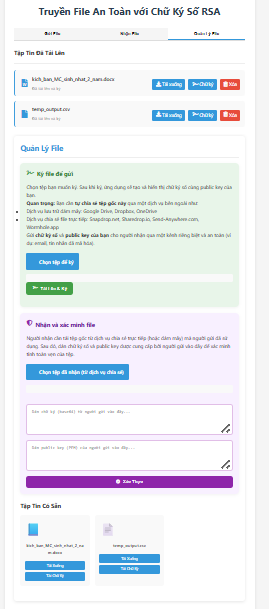 Truyền File An Toàn với Chữ Ký Số RSA
Gửi File
Nhận File
Quản Lý File
Tập Tin Đã Tải Lên
kich_ban_MC_sinh_nhat_2_nam.docx
Đã tải lên và ký
Tải xuống
Chữ ký
Xóa
temp_output.csv
Đã tải lên và ký
Tải xuống
Chữ ký
Xóa
Quản Lý File
Ký file để gửi
Chọn tệp bạn muốn ký. Sau khi ký, ứng dụng sẽ tạo và hiển thị chữ ký số cùng public key của
bạn.
Quan trọng: Bạn cần tự chia sẻ tệp gốc này qua một dịch vụ bên ngoài như:
Dịch vụ lưu trữ đám mây: Google Drive, Dropbox, OneDrive
Dịch vụ chia sẻ file trực tiếp: Snapdrop.net, Sharedrop.io, Send-Anywhere.com,
Wormhole.app
Gửi chữ ký số và public key của bạn cho người nhận qua một kênh riêng biệt và an toàn (ví
dụ: email, tin nhắn đã mã hóa).
Chọn tệp để ký
Tải Lên & Ký
Nhận và xác minh file
Người nhận cần tải tệp gốc từ dịch vụ chia sẻ trực tiếp (hoặc đám mây) mà người gửi đã sử
dụng. Sau đó, dán chữ ký số và public key được cung cấp bởi người gửi vào đây để xác minh
tính toàn vẹn của tệp.
Chọn tệp đã nhận (từ dịch vụ chia sẻ)
Dán chữ ký (base64) từ người gửi vào đây...
Dán public key (PEM) của người gửi vào đây...
Xác Thực
Tập Tin Có Sẵn
kich_ban_MC_sinh_nhat_2_na
m.docx
Tải Xuống
Tải Chữ Ký
temp_output.csv
Tải Xuống
Tải Chữ Ký